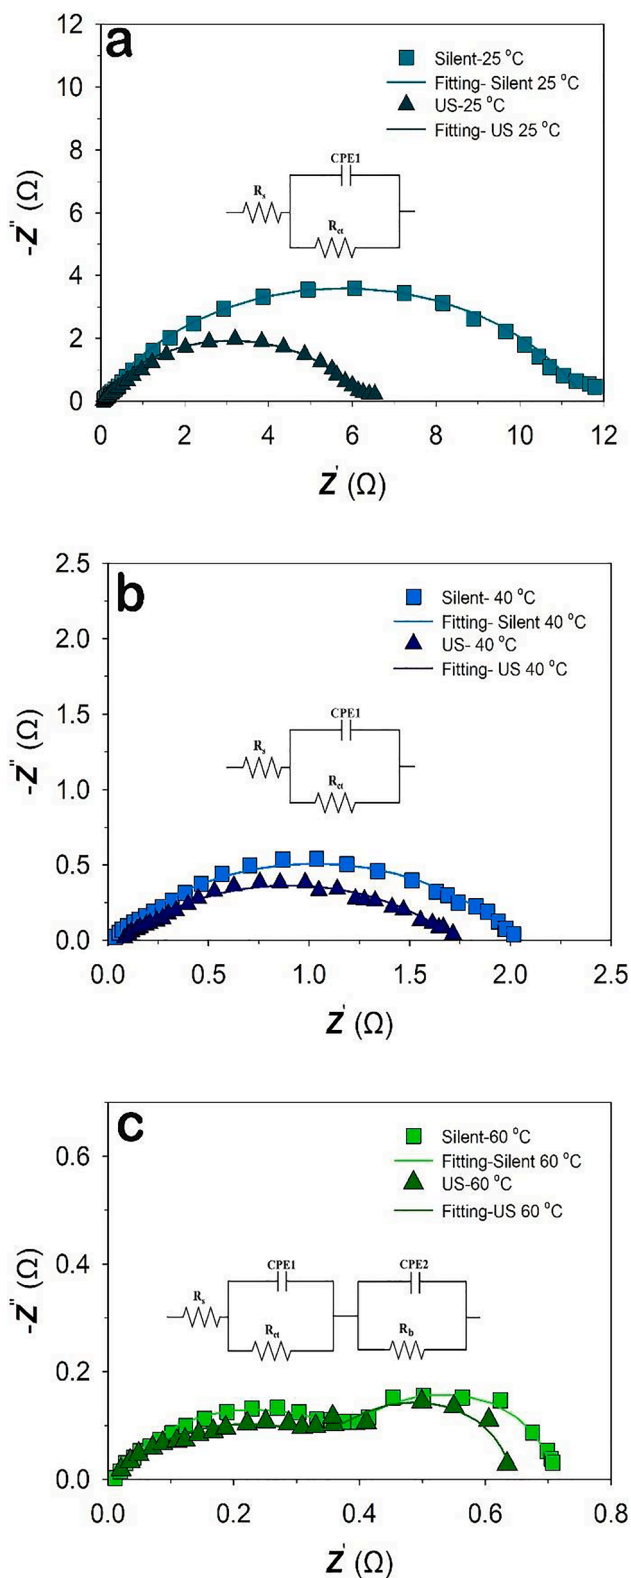 a
12
10
8
6
4
2
0
-Z" (Ω)
Silent-25 °C
Fitting- Silent 25 °C
US-25 °C
Fitting- US 25 °C
CPE1
Rs
Rct
0 2 4 6 8 10 12
Z' (Ω)
b
2.5
2.0
1.5
1.0
0.5
0.0
-Z" (Ω)
Silent- 40 °C
Fitting- Silent 40 °C
US- 40 °C
Fitting- US 40 °C
CPE1
Rs
Rct
0.0 0.5 1.0 1.5 2.0 2.5
Z' (Ω)
c
0.6
0.4
0.2
0.0
-Z" (Ω)
Silent-60 °C
Fitting-Silent 60 °C
US-60 °C
Fitting-US 60 °C
CPE1 CPE2
Rs
Rct Rb
0.0 0.2 0.4 0.6 0.8
Z' (Ω)